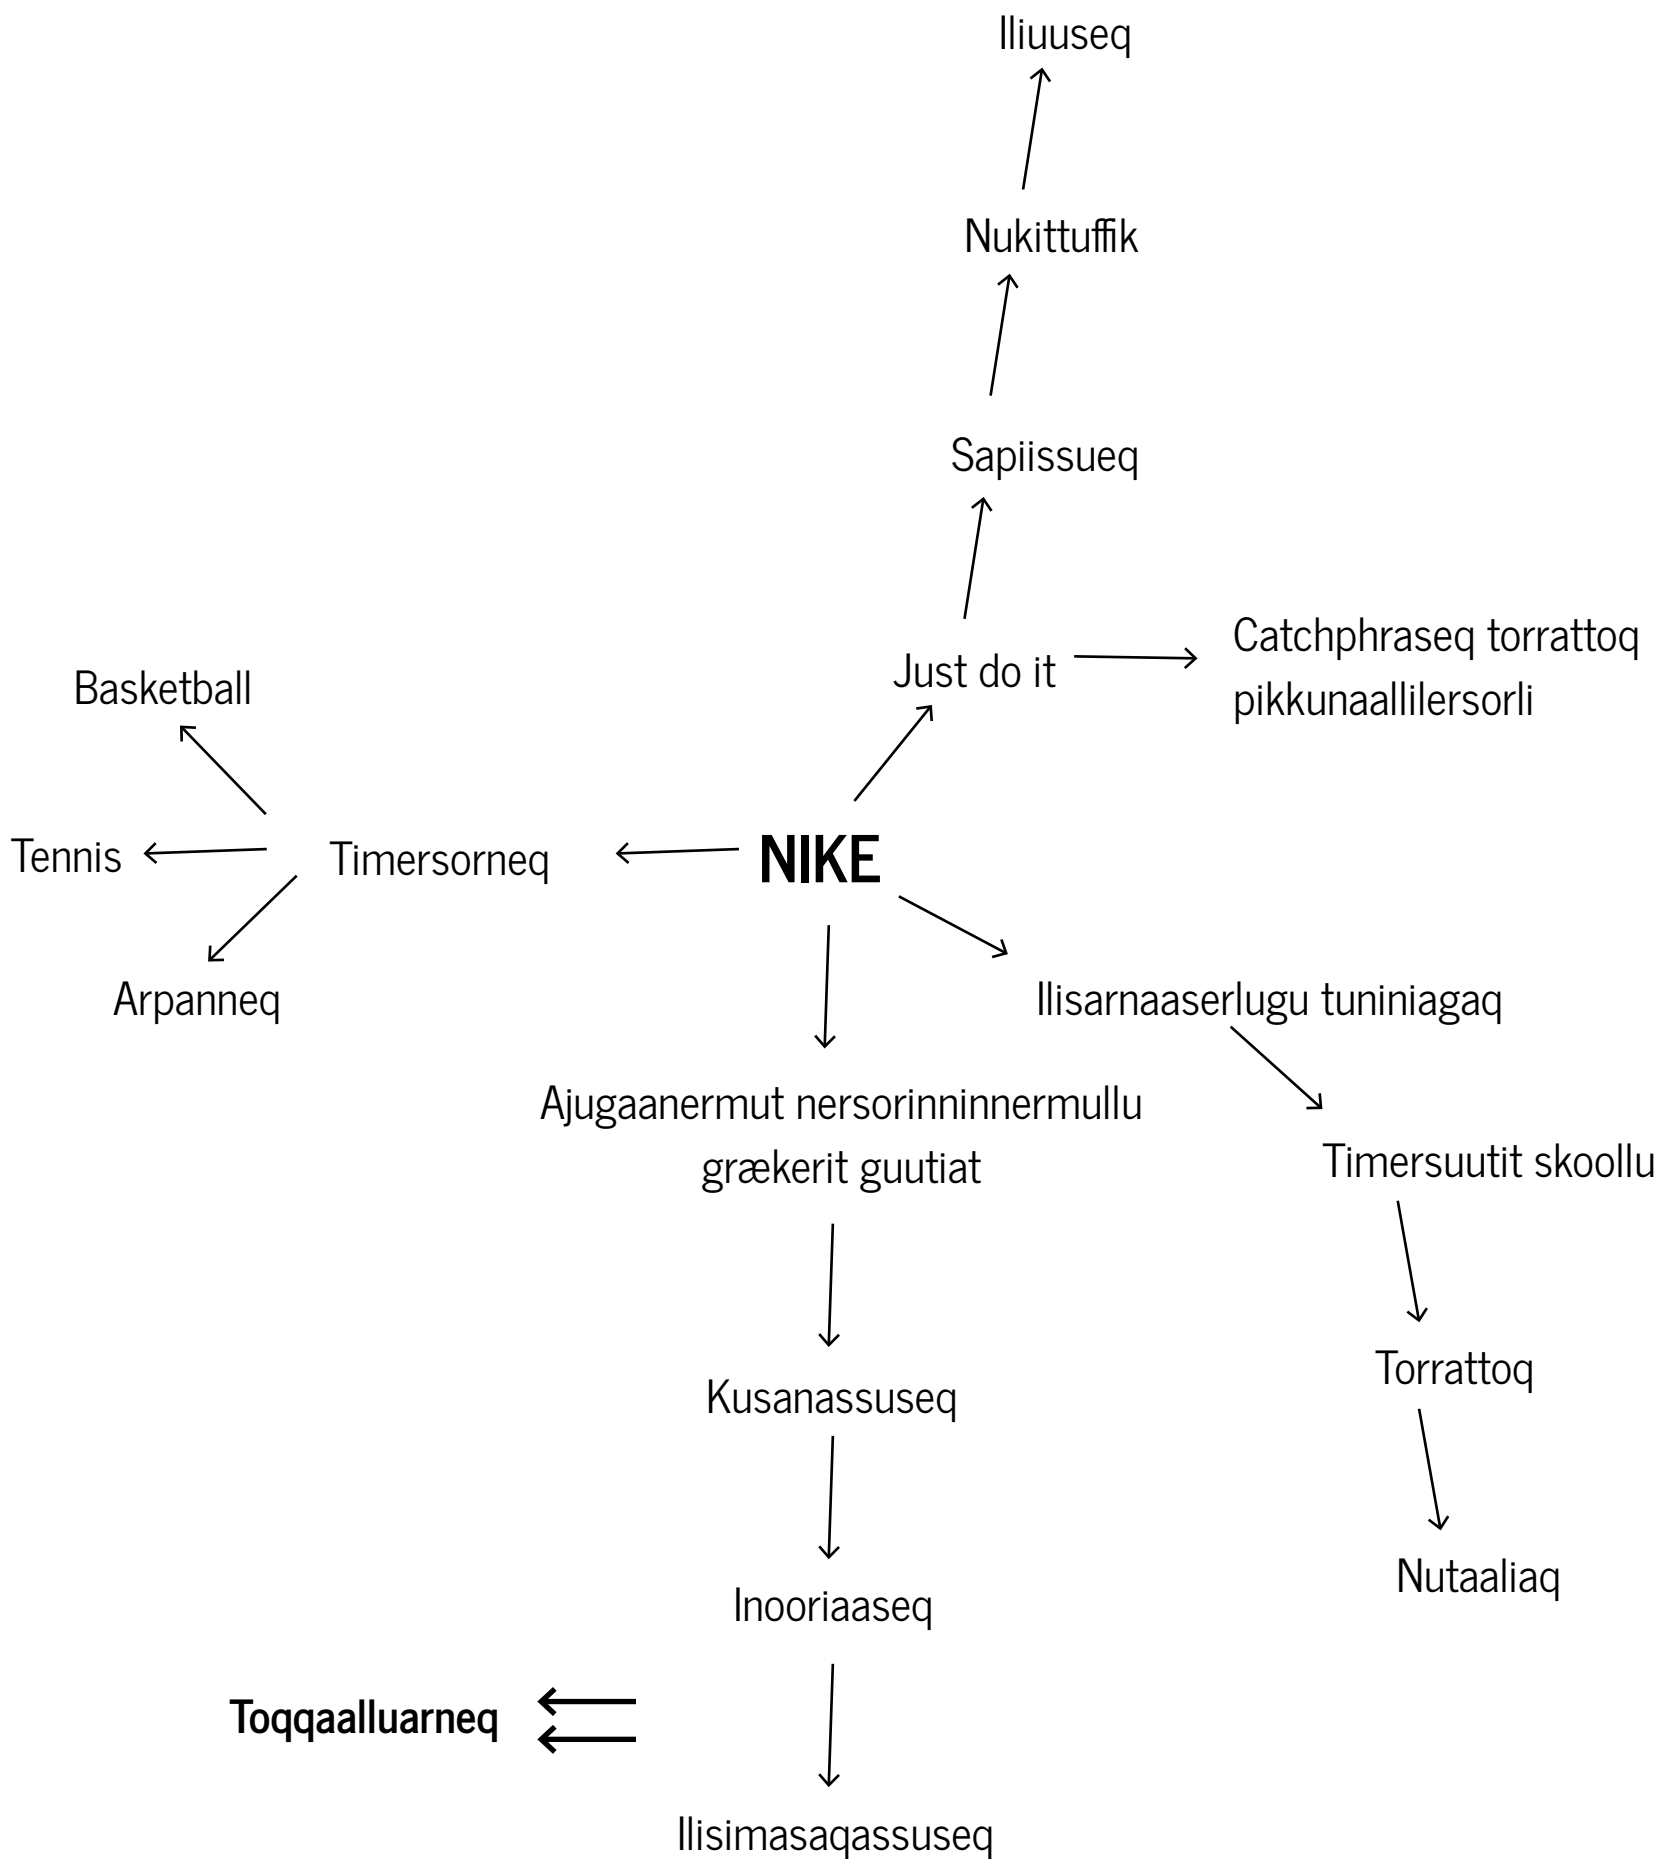 Iliuuseq
Nukittuffik
Sapiissueq
Catchphraseq torrattoq
pikkunaallilersorli
Just do it
Basketball
NIKE
Tennis
Timersorneq
Arpanneq
Ilisarnaaserlugu tuniniagaq
Ajugaanermut nersorinninnermullu
grækerit guutiat
Timersuutit skoollu
Torrattoq
Kusanassuseq
Nutaaliaq
Inooriaaseq
Toqqaalluarneq
Ilisimasaqassuseq